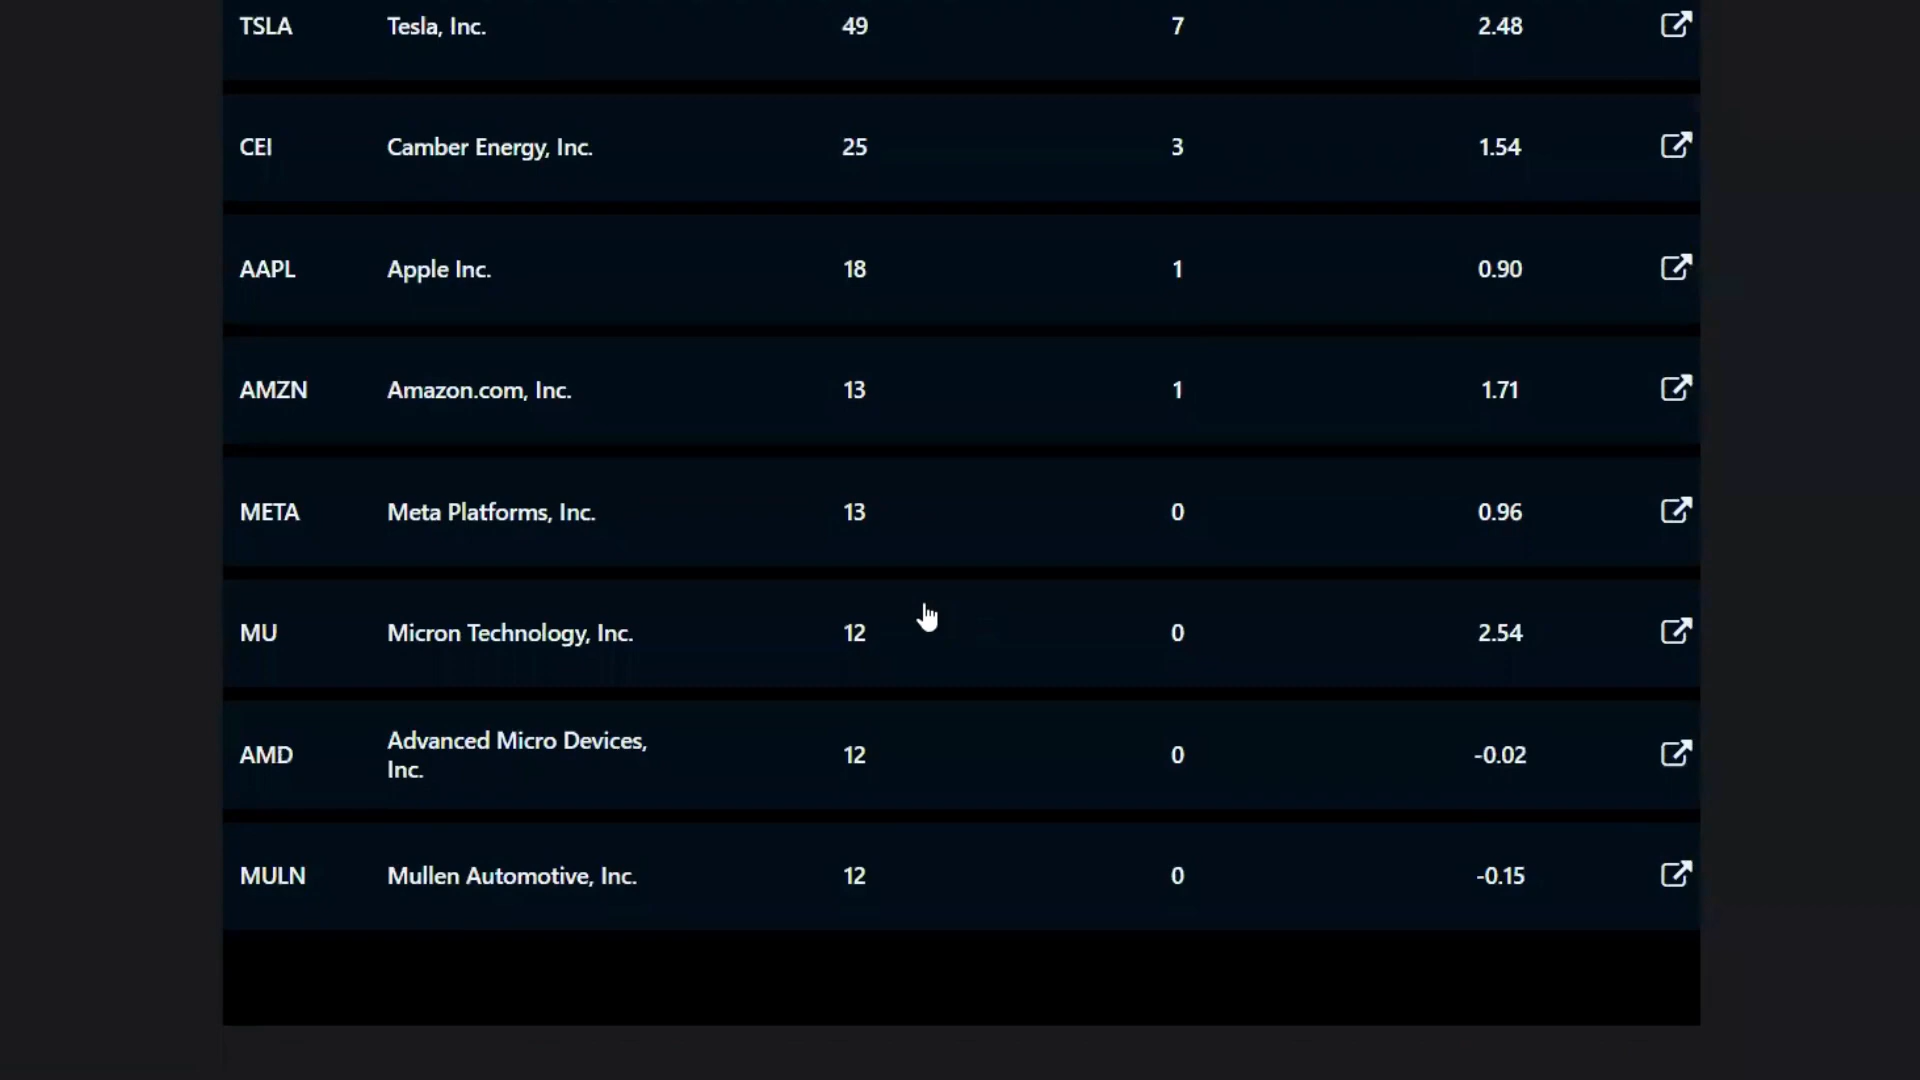 TSLA Tesla, Inc. 49 7 2.48
CEI Camber Energy, Inc. 25 3 1.54
AAPL Apple Inc. 18 1 0.90
AMZN Amazon.com, Inc. 13 1 1.71
META Meta Platforms, Inc. 13 0 0.96
MU Micron Technology, Inc. 12 0 2.54
AMD Advanced Micro Devices, 12 0 -0.02
Inc.
MULN Mullen Automotive, Inc. 12 0 -0.15